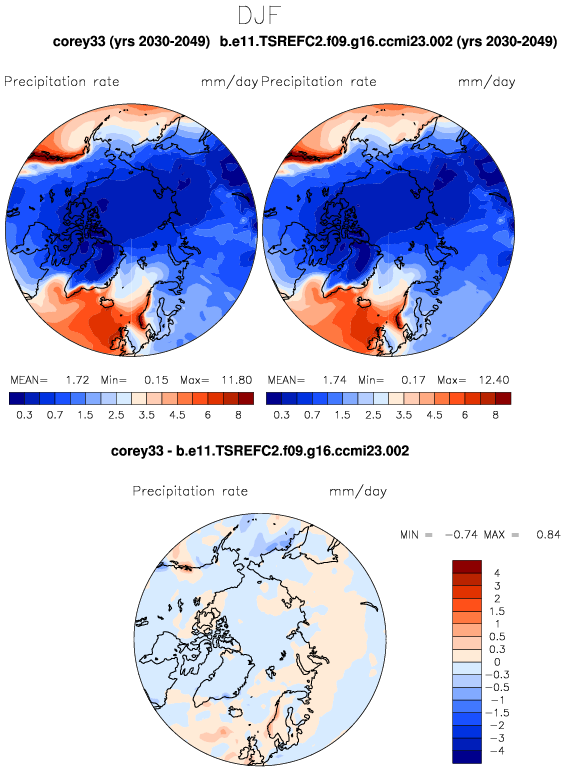 DJF
corey33 (yrs 2030-2049) b.e11.TSREFC2.f09.g16.ccmi23.002 (yrs 2030-2049)
Precipitation rate mm/day Precipitation rate mm/day
MEAN= 1.72 Min= 0.15 Max= 11.80 MEAN= 1.74 Min= 0.17 Max= 12.40
0.3 0.7 1.5 2.5 3.5 4.5 6 8 0.3 0.7 1.5 2.5 3.5 4.5 6 8
corey33 - b.e11.TSREFC2.f09.g16.ccmi23.002
Precipitation rate mm/day
MIN = -0.74 MAX = 0.84
4
3
2
1.5
1
0.5
0.3
0
-0.3
-0.5
-1
-1.5
-2
-3
-4